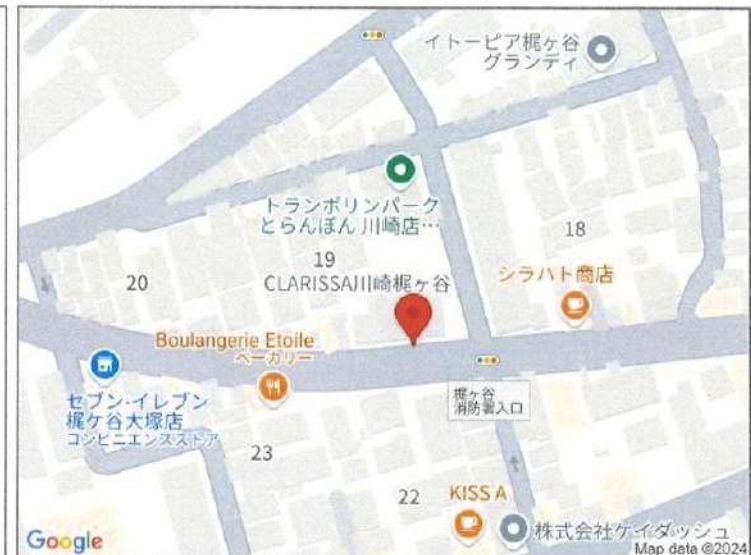 イトーピア梶ヶ谷
グランディ
トランポリンパーク
とらんぽん 川崎店…
18
19
20
CLARISSA川崎梶ヶ谷
シラハト商店
Boulangerie Etoile
ベーカリー
セブン-イレブン
梶ケ谷大塚店
コンビニエンスストア
梶ヶ谷
消防署入口
23
22
KISS A
株式会社ケイダッシュ
Google
Map data ©2024